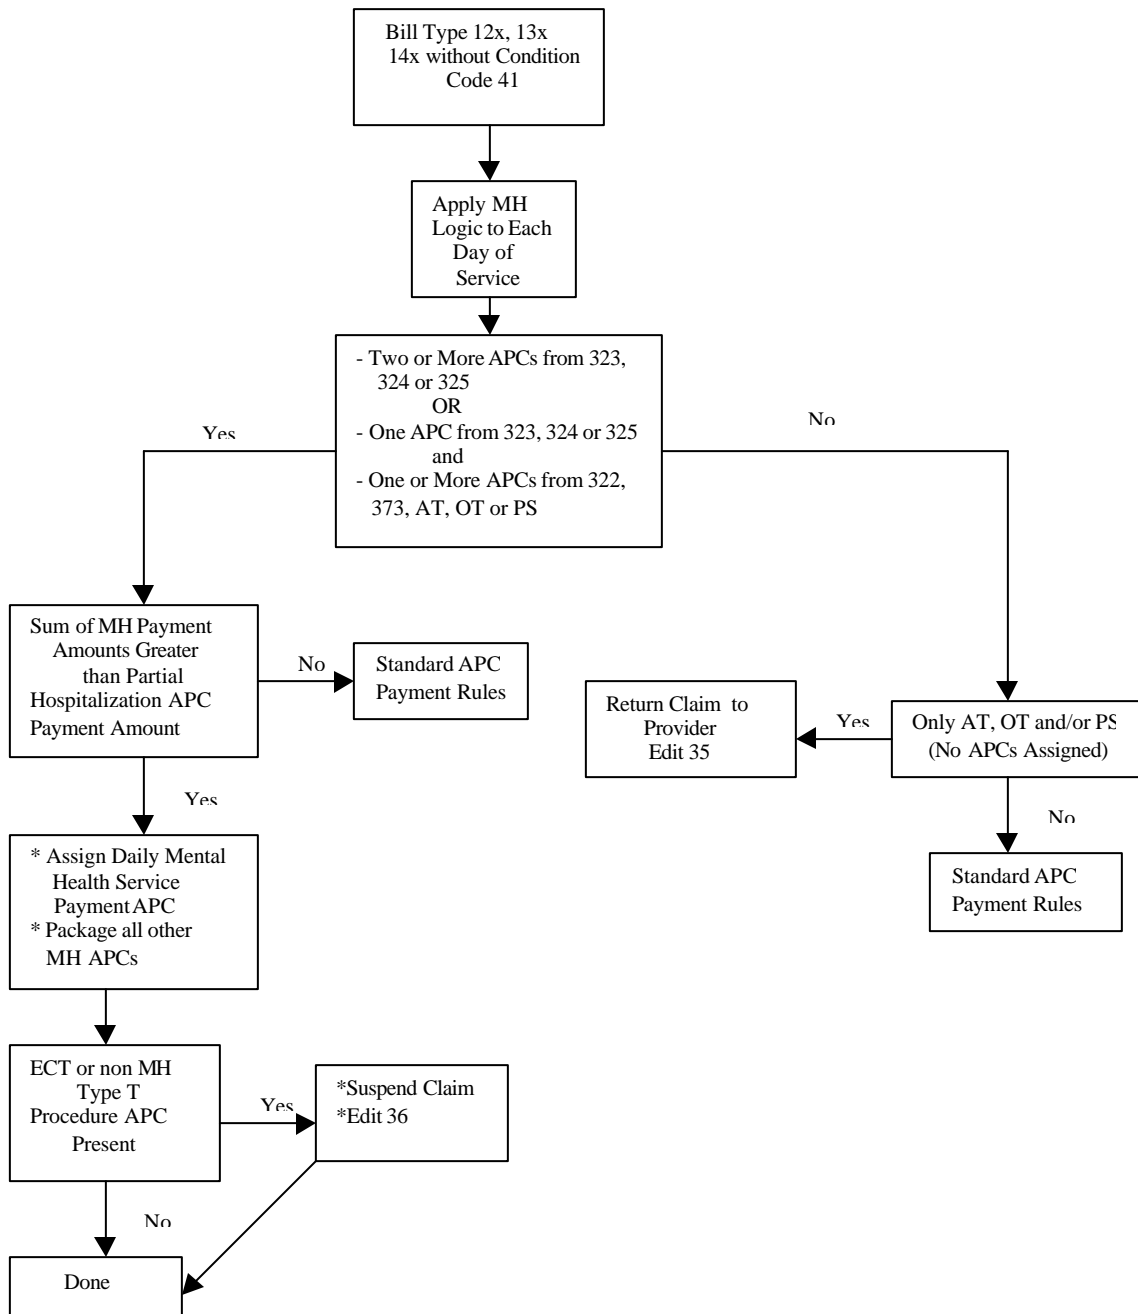 Bill Type 12x, 13x
14x without Condition
Code 41
Apply MH
Logic to Each
Day of
Service
- Two or More APCs from 323,
324 or 325
OR
- One APC from 323, 324 or 325
and
- One or More APCs from 322,
373, AT, OT or PS
Yes
No
Sum of MH Payment
Amounts Greater
than Partial
Hospitalization APC
Payment Amount
No
Standard APC
Payment Rules
Return Claim to
Provider
Edit 35
Yes
Only AT, OT and/or PS
(No APCs Assigned)
Yes
No
* Assign Daily Mental
Health Service
Payment APC
* Package all other
MH APCs
Standard APC
Payment Rules
ECT or non MH
Type T
Procedure APC
Present
Yes
*Suspend Claim
*Edit 36
No
Done